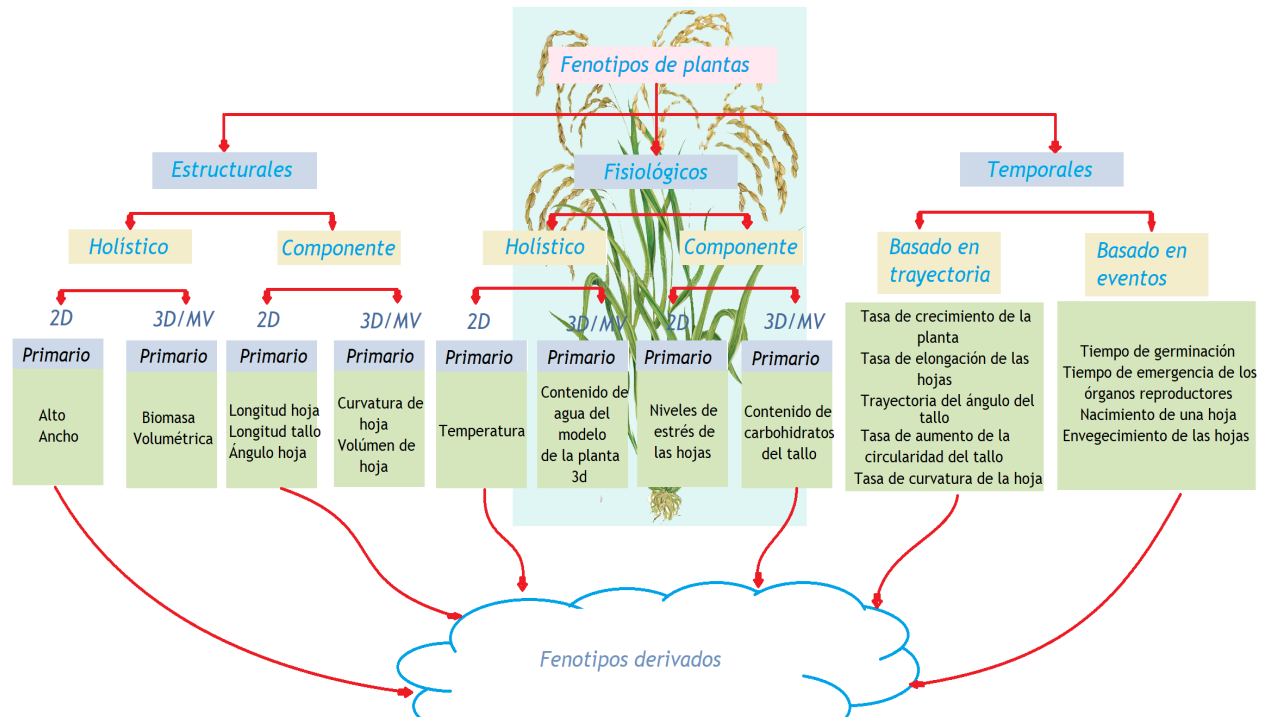 Fenotipos de plantas
Estructurales
Fisiológicos
Temporales
Holístico
Componente
Holístico
Componente
Basado en
trayectoria
Basado en
eventos
2D
3D/MV
2D
3D/MV
2D
3D/MV
2D
3D/MV
Primario
Alto
Ancho
Primario
Biomasa
Volumétrica
Primario
Longitud hoja
Longitud tallo
Ángulo hoja
Primario
Curvatura de
hoja
Volúmen de
hoja
Primario
Temperatura
Primario
Contenido de
agua del
modelo
de la planta
3d
Primario
Niveles de
estrés de
las hojas
Primario
Contenido de
carbohidratos
del tallo
Tasa de crecimiento de la
planta
Tasa de elongación de las
hojas
Trayectoria del ángulo del
tallo
Tasa de aumento de la
circularidad del tallo
Tasa de curvatura de la hoja
Tiempo de germinación
Tiempo de emergencia de los
órganos reproductores
Nacimiento de una hoja
Envegecimiento de las hojas
Fenotipos derivados